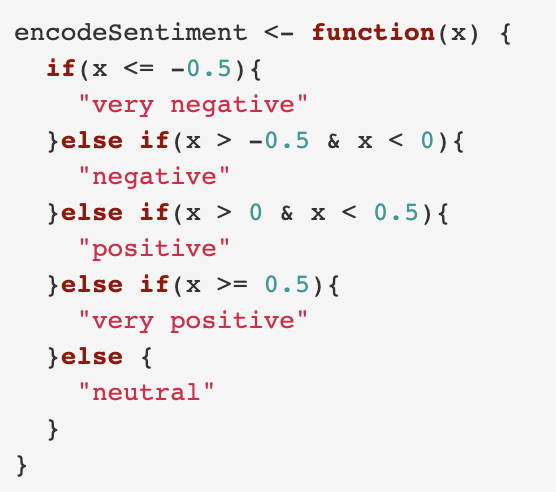 encodeSentiment <- function(x) {
  if(x <= -0.5){
    "very negative"
  }else if(x > -0.5 & x < 0){
    "negative"
  }else if(x > 0 & x < 0.5){
    "positive"
  }else if(x >= 0.5){
    "very positive"
  }else {
    "neutral"
  }
}